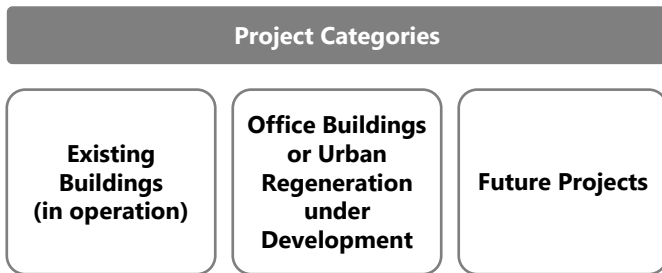 Project Categories
Existing
Buildings
(in operation)
Office Buildings
or Urban
Regeneration
under
Development
Future Projects